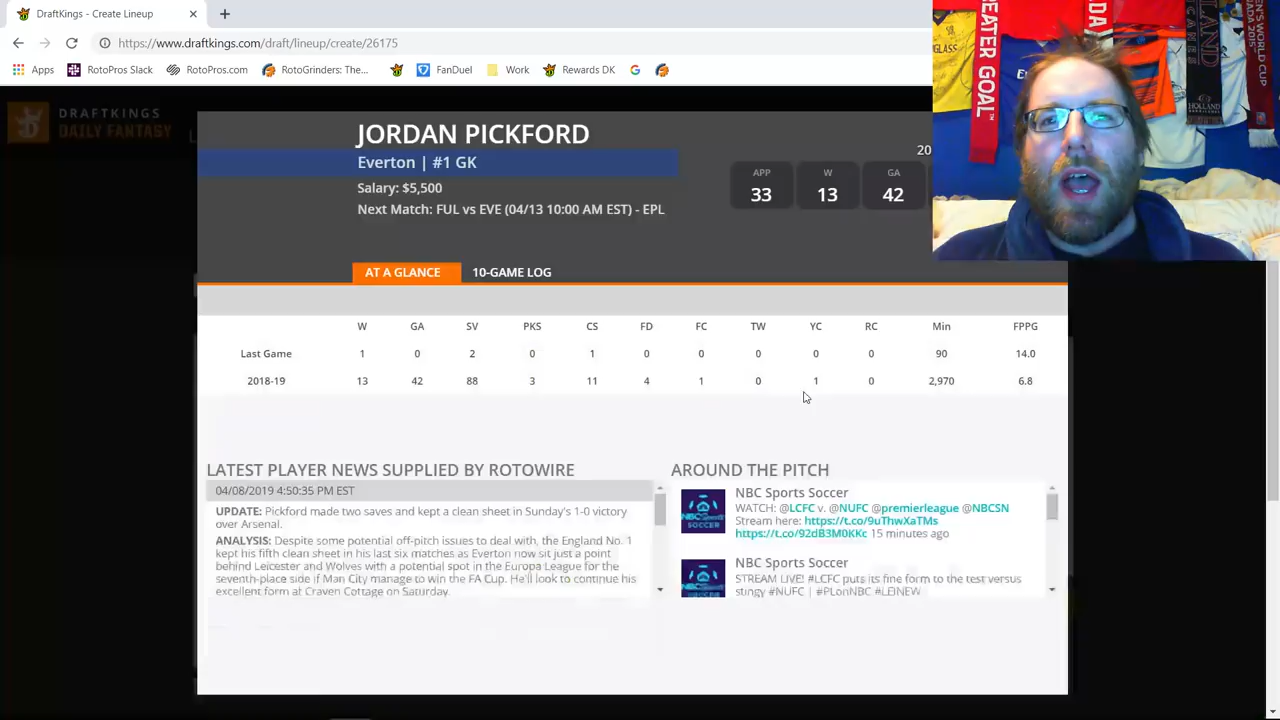 DraftKings - Create Lineup
https://www.draftkings.com/draft/lineup/create/26175
Apps RotoPros Slack RotoPros.com RotoGrinders: The... FanDuel Work Rewards DK
DRAFTKINGS
DAILY FANTASY
JORDAN PICKFORD
Everton | #1 GK
Salary: $5,500
Next Match: FUL vs EVE (04/13 10:00 AM EST) - EPL
20
APP W GA
33 13 42
AT A GLANCE 10-GAME LOG
W GA SV PKS CS FD FC TW YC RC Min FPPG
Last Game 1 0 2 0 1 0 0 0 0 0 90 14.0
2018-19 13 42 88 3 11 4 1 0 1 0 2,970 6.8
LATEST PLAYER NEWS SUPPLIED BY ROTOWIRE
04/08/2019 4:50:35 PM EST
UPDATE: Pickford made two saves and kept a clean sheet in Sunday's 1-0 victory
over Arsenal.
ANALYSIS: Despite some potential off-pitch issues to deal with, the England No. 1
kept his fifth clean sheet in his last six matches as Everton now sit just a point
behind Leicester and Wolves with a potential spot in the Europa League for the
seventh-place side if Man City manage to win the FA Cup. He'll look to continue his
excellent form at Craven Cottage on Saturday.
AROUND THE PITCH
NBC Sports Soccer
WATCH: @LCFC v. @NUFC @premierleague @NBCSN
Stream here: https://t.co/9uThwXaTMs
https://t.co/92dB3M0KKc 15 minutes ago
NBC Sports Soccer
STREAM LIVE! #LCFC puts its fine form to the test versus
stingy #NUFC | #PLonNBC #LEINEW
EATER GOAL™
HOLLAND